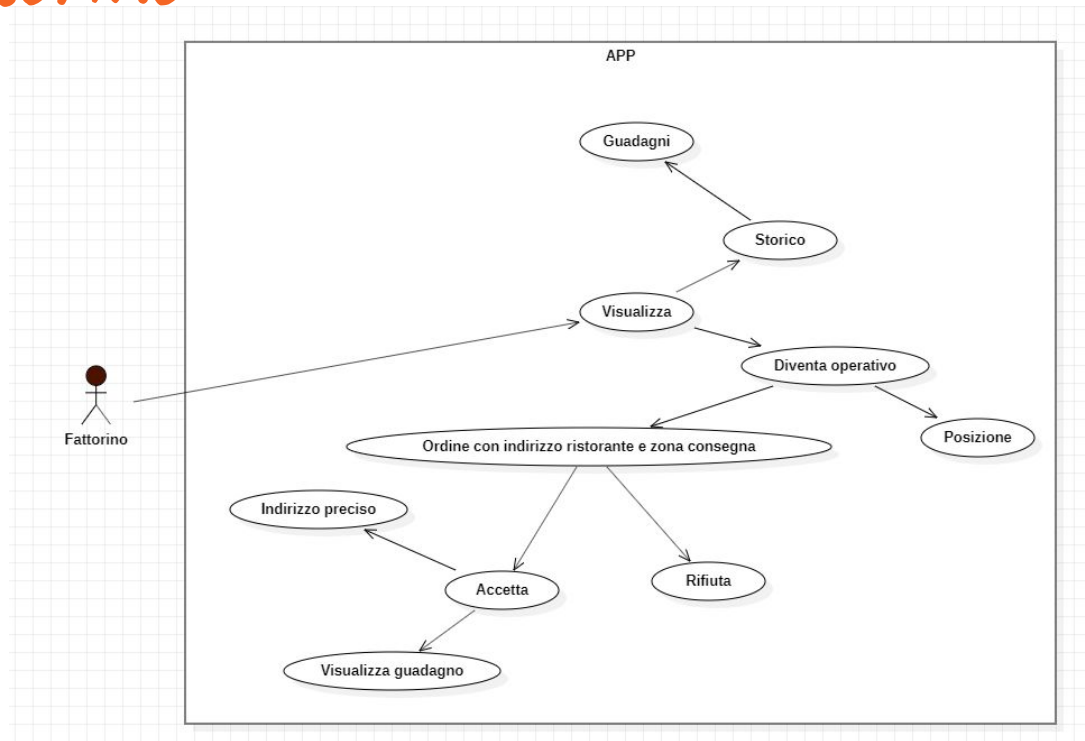 APP
Guadagni
Storico
Visualizza
Diventa operativo
Fattorino
Ordine con indirizzo ristorante e zona consegna
Posizione
Indirizzo preciso
Accetta
Rifiuta
Visualizza guadagno